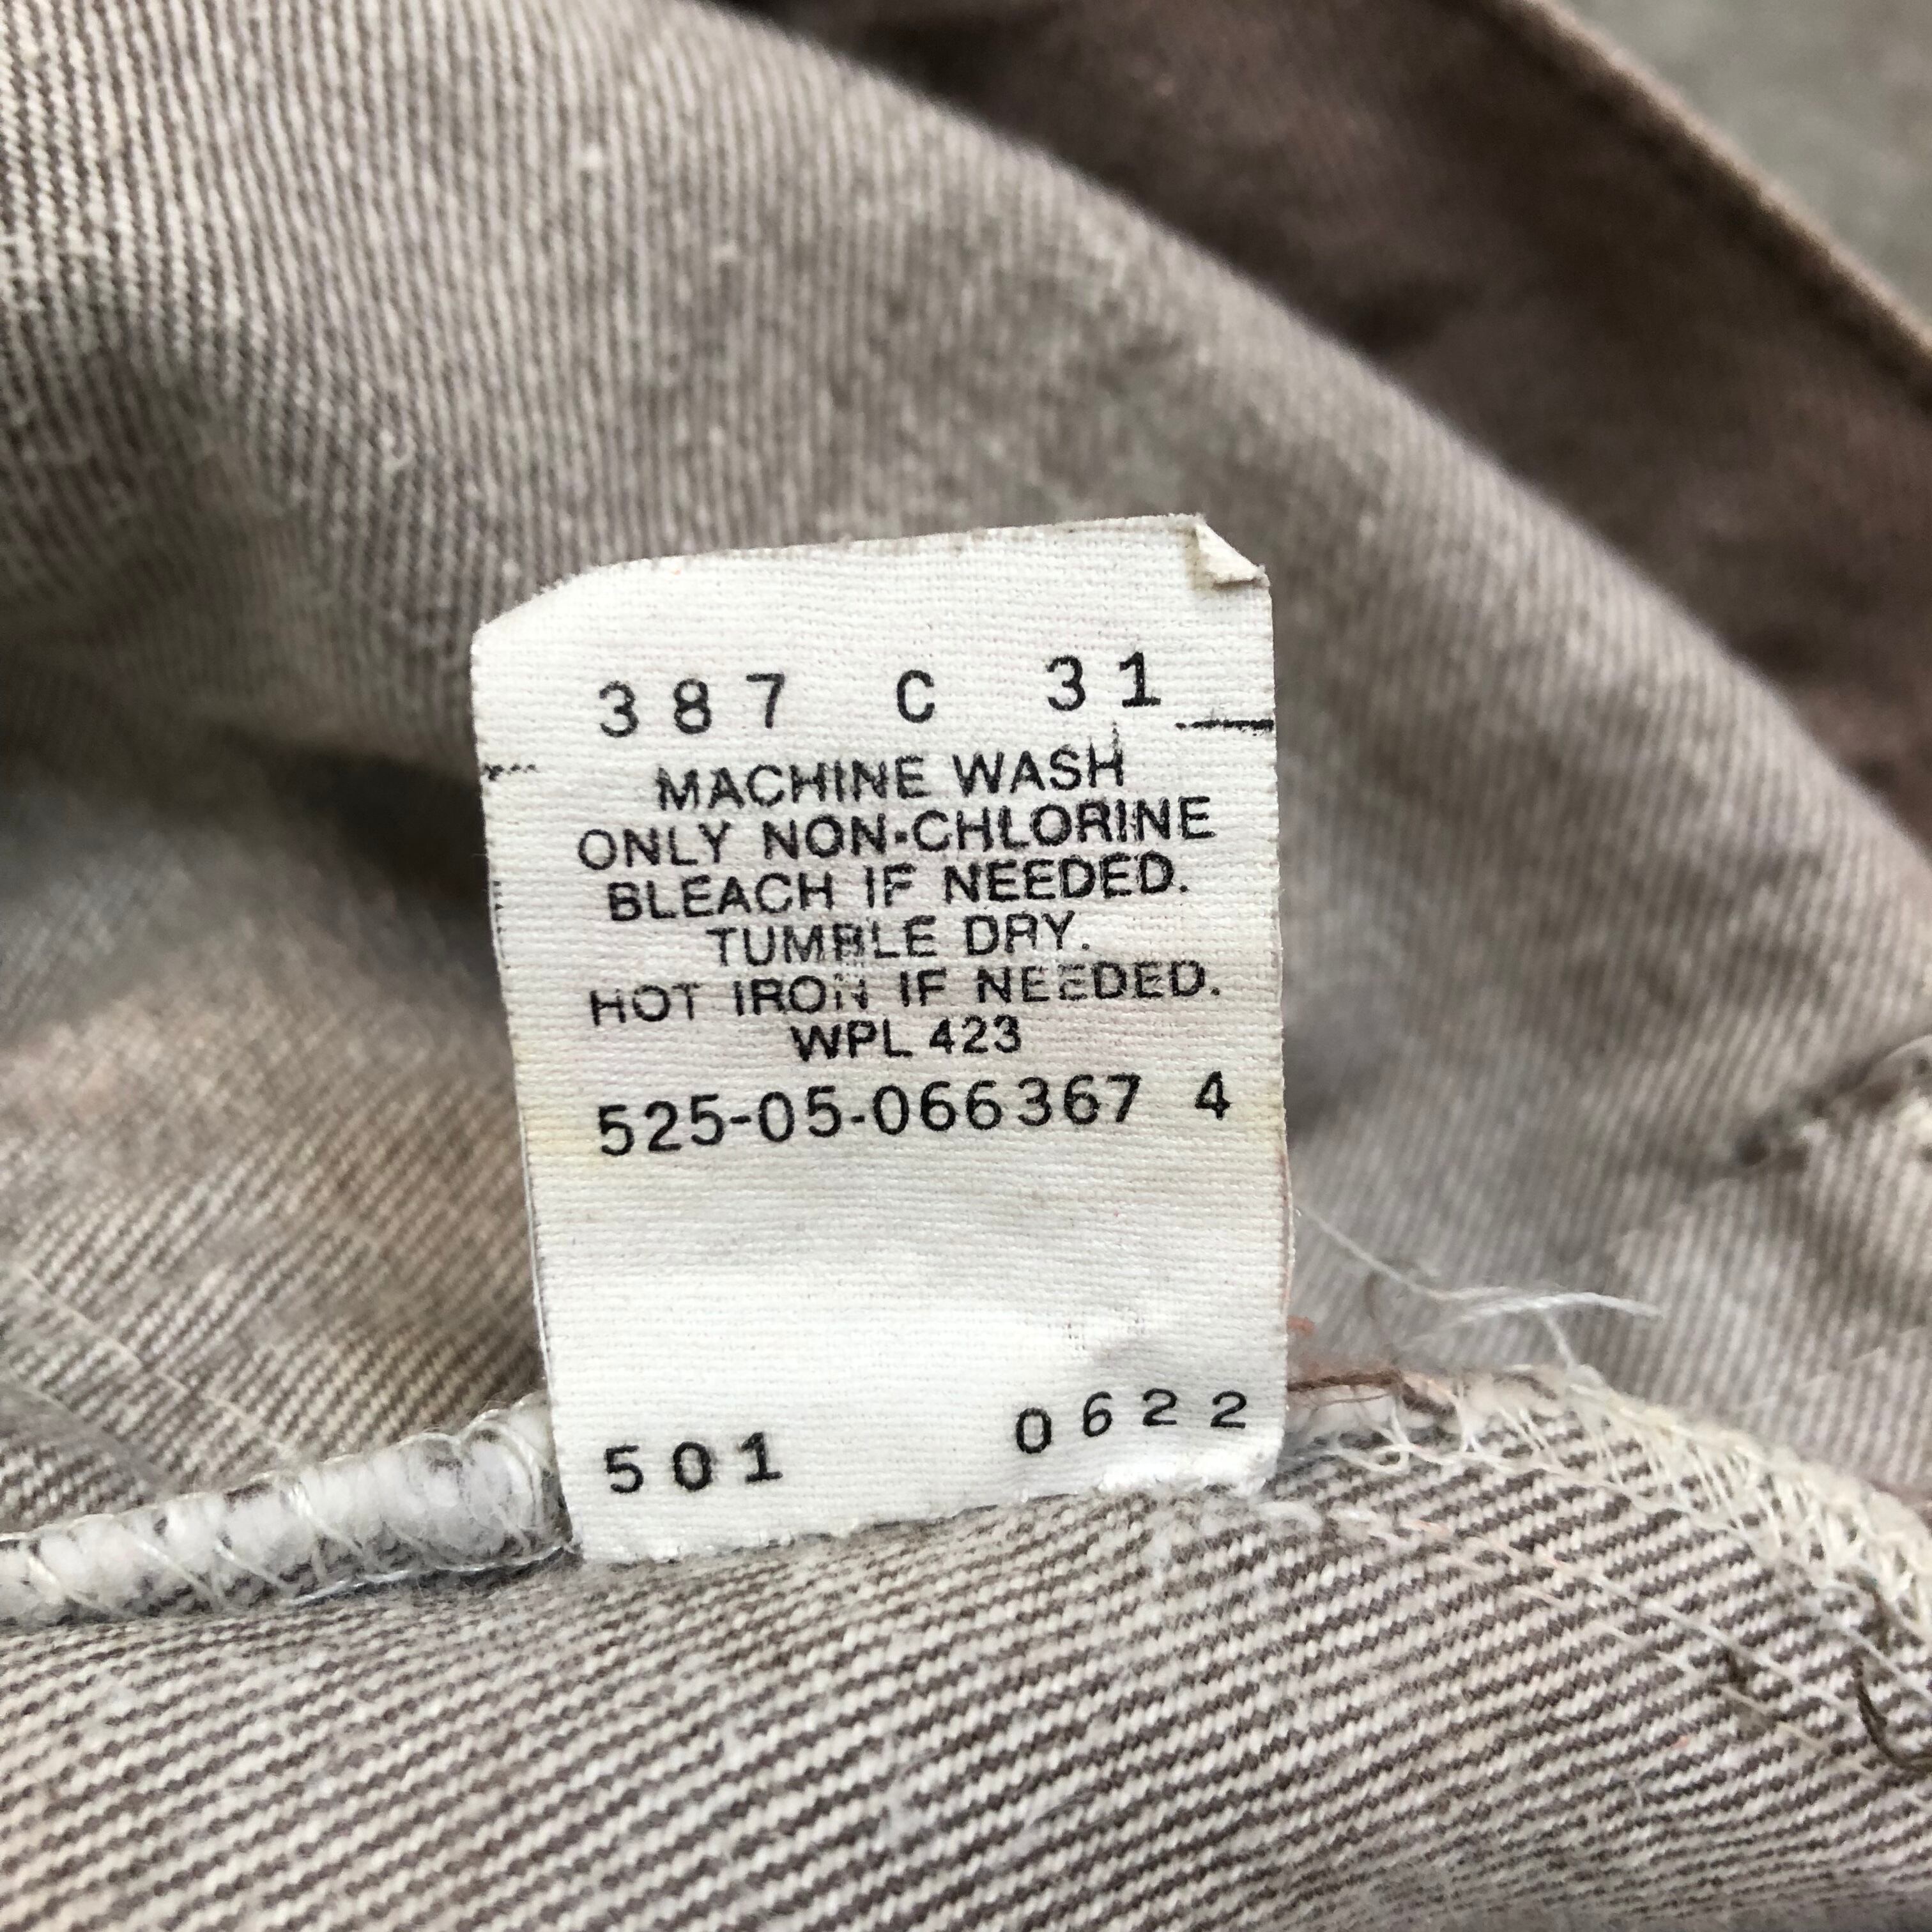 387 C 31
MACHINE WASH
ONLY NON-CHLORINE
BLEACH IF NEEDED.
TUMBLE DRY.
HOT IRON IF NEEDED.
WPL 423
525-05-066367 4
501 0622